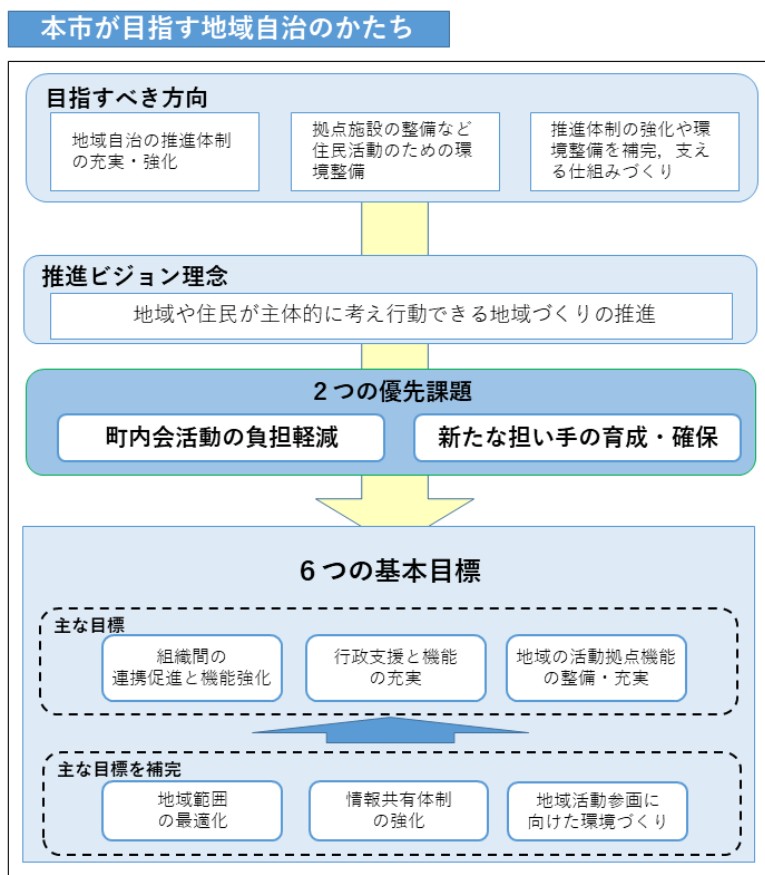 本市が目指す地域自治のかたち
目指すべき方向
地域自治の推進体制
の充実・強化
拠点施設の整備など
住民活動のための環
境整備
推進体制の強化や環
境整備を補完，支え
る仕組みづくり
推進ビジョン理念
地域や住民が主体的に考え行動できる地域づくりの推進
２つの優先課題
町内会活動の負担軽減
新たな担い手の育成・確保
６つの基本目標
主な目標
組織間の
連携促進と機能強化
行政支援と機能
の充実
地域の活動拠点機能
の整備・充実
主な目標を補完
地域範囲
の最適化
情報共有体制
の強化
地域活動参画に
向けた環境づくり